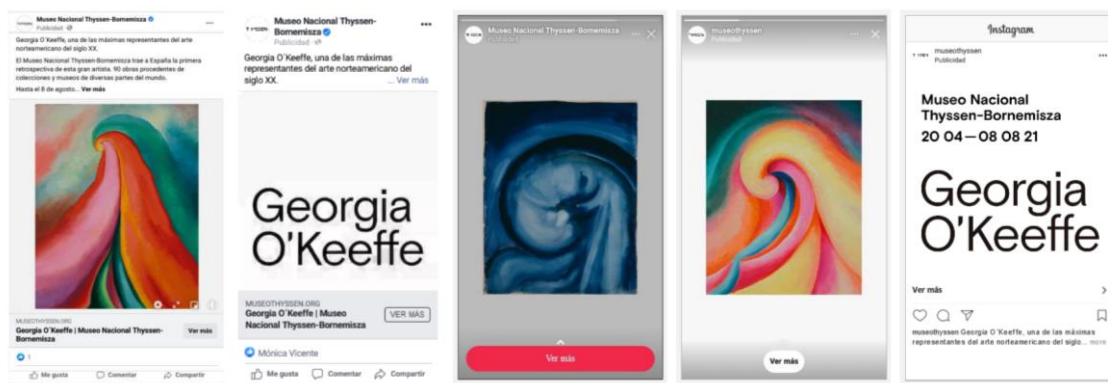 Museo Nacional Thyssen-Bornemisza
Publicidad
Georgia O´Keeffe, una de las máximas representantes del arte
norteamericano del siglo XX.
El Museo Nacional Thyssen-Bornemisza trae a España la primera
retrospectiva de esta gran artista. 90 obras procedentes de
colecciones y museos de diversas partes del mundo.
Hasta el 8 de agosto... Ver más
MUSEOTHYSSEN.ORG
Georgia O´Keeffe | Museo Nacional Thyssen-
Bornemisza
Ver más
1
Me gusta Comentar Compartir
Museo Nacional Thyssen-
Bornemisza
Publicidad
Georgia O´Keeffe, una de las máximas
representantes del arte norteamericano del
siglo XX. ... Ver más
Georgia
O'Keeffe
MUSEOTHYSSEN.ORG
Georgia O´Keeffe | Museo
Nacional Thyssen-Bornemisza
VER MÁS
Mónica Vicente
Me gusta Comentar Compartir
Museo Nacional Thyssen-Bornemisza
Publicidad
Ver más
museothyssen
Publicidad
Ver más
Instagram
museothyssen
Publicidad
Museo Nacional
Thyssen-Bornemisza
20 04—08 08 21
Georgia
O'Keeffe
Ver más
museothyssen Georgia O´Keeffe, una de las máximas
representantes del arte norteamericano del siglo... more